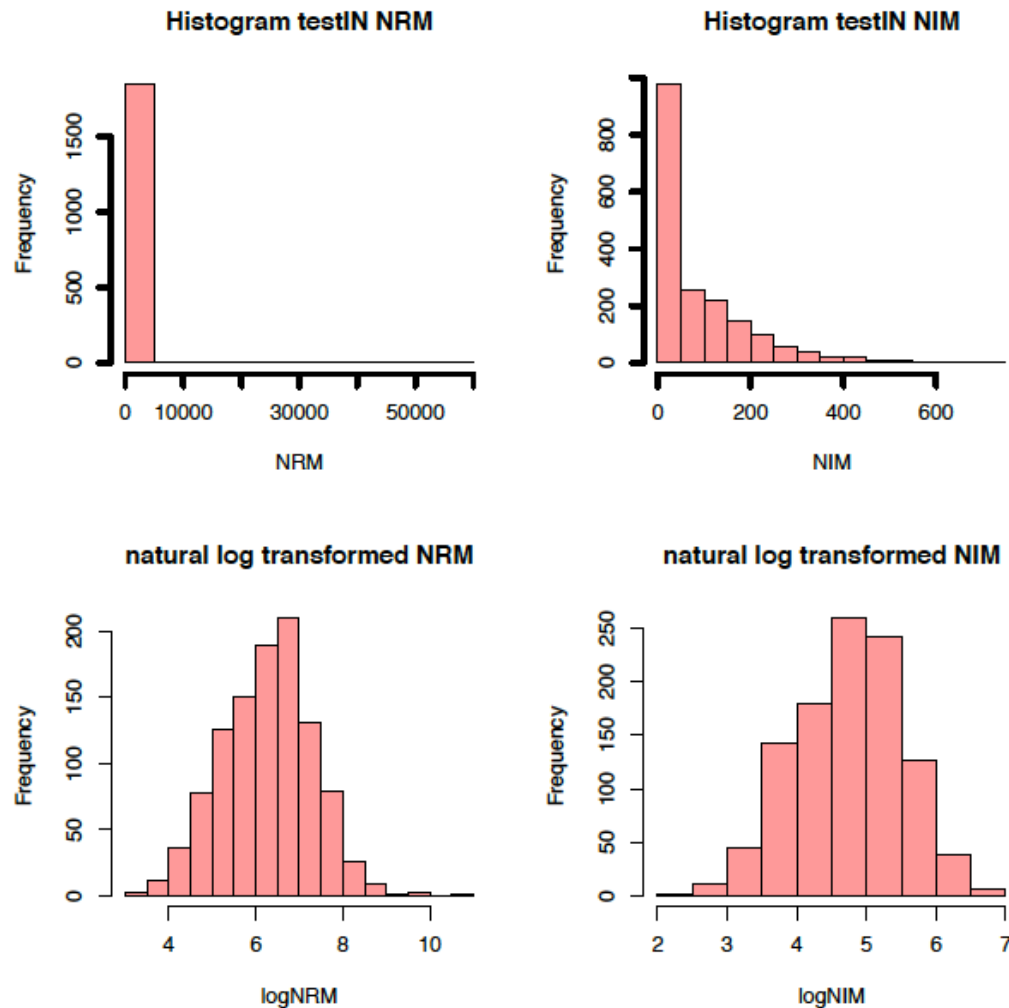 Histogram testIN NRM
Frequency
0 500 1000 1500
0 10000 30000 50000
NRM
Histogram testIN NIM
Frequency
0 200 400 600 800
0 200 400 600
NIM
natural log transformed NRM
Frequency
0 50 100 150 200
4 6 8 10
logNRM
natural log transformed NIM
Frequency
0 50 100 150 200 250
2 3 4 5 6 7
logNIM